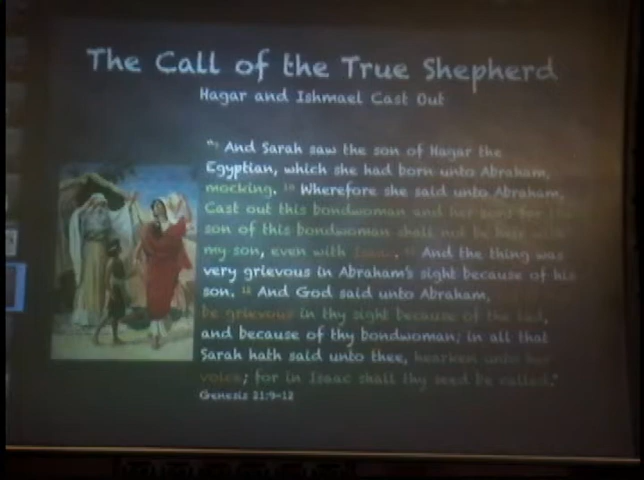 The Call of the True Shepherd
Hagar and Ishmael Cast Out
"⁹ And Sarah saw the son of Hagar the
Egyptian, which she had born unto Abraham,
mocking. ¹⁰ Wherefore she said unto Abraham,
Cast out this bondwoman and her son: for the
son of this bondwoman shall not be heir with
my son, even with Isaac. ¹¹ And the thing was
very grievous in Abraham's sight because of his
son. ¹² And God said unto Abraham,
be grievous in thy sight because of the lad,
and because of thy bondwoman; in all that
Sarah hath said unto thee, hearken unto her
voice; for in Isaac shall thy seed be called."
Genesis 21:9-12